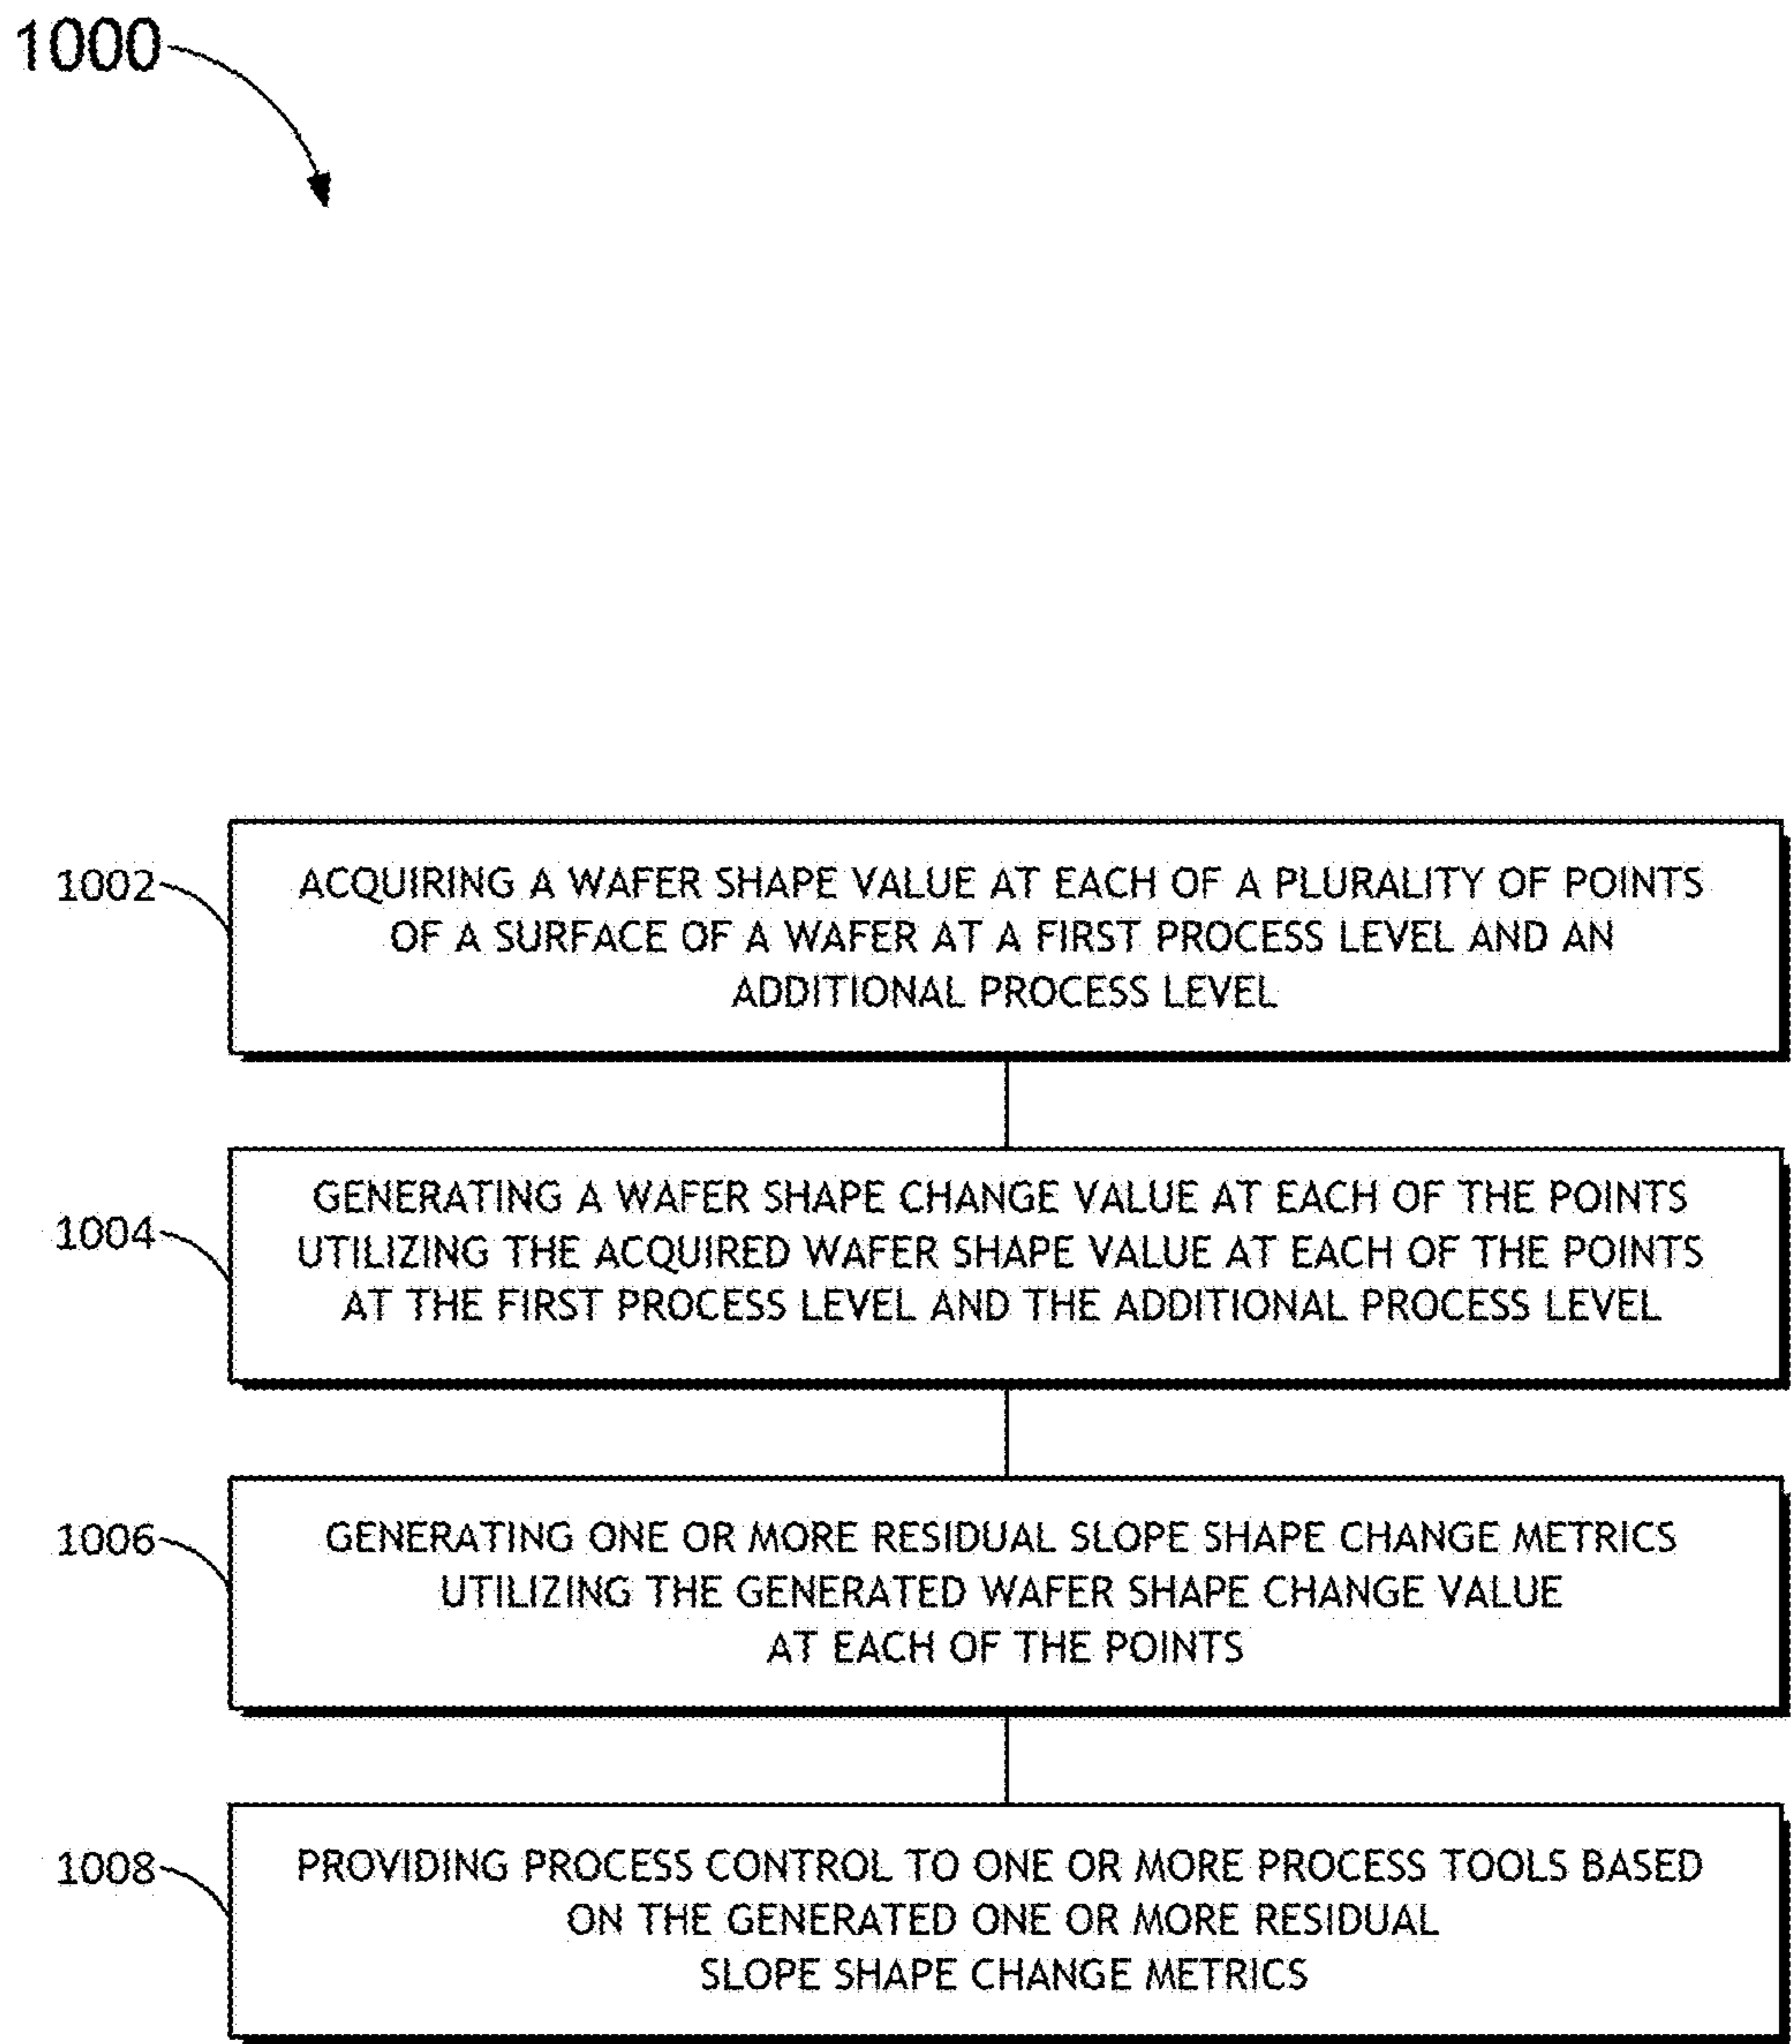 1000
1002
ACQUIRING A WAFER SHAPE VALUE AT EACH OF A PLURALITY OF POINTS
OF A SURFACE OF A WAFER AT A FIRST PROCESS LEVEL AND AN
ADDITIONAL PROCESS LEVEL
1004
GENERATING A WAFER SHAPE CHANGE VALUE AT EACH OF THE POINTS
UTILIZING THE ACQUIRED WAFER SHAPE VALUE AT EACH OF THE POINTS
AT THE FIRST PROCESS LEVEL AND THE ADDITIONAL PROCESS LEVEL
1006
GENERATING ONE OR MORE RESIDUAL SLOPE SHAPE CHANGE METRICS
UTILIZING THE GENERATED WAFER SHAPE CHANGE VALUE
AT EACH OF THE POINTS
1008
PROVIDING PROCESS CONTROL TO ONE OR MORE PROCESS TOOLS BASED
ON THE GENERATED ONE OR MORE RESIDUAL
SLOPE SHAPE CHANGE METRICS